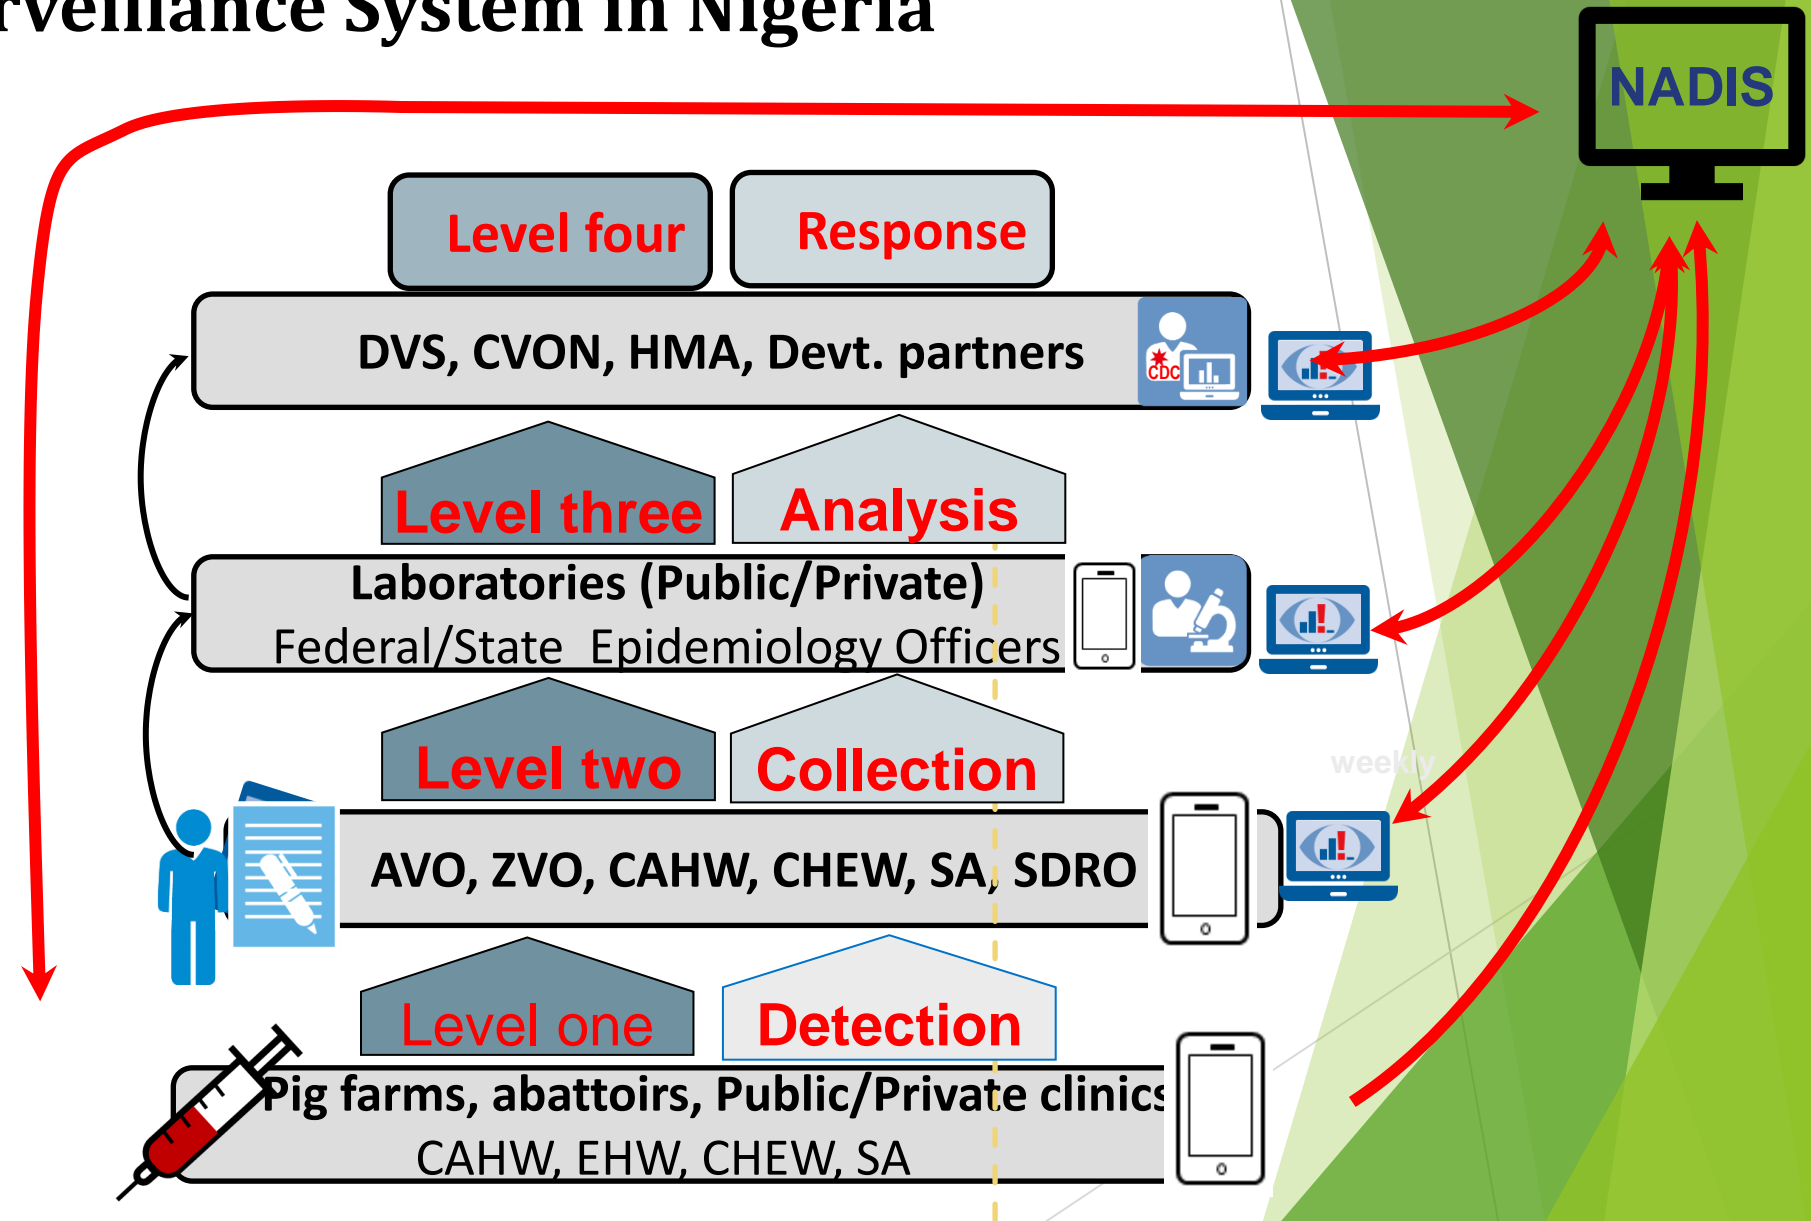 rveillance System in Nigeria
NADIS
Level four
Response
DVS, CVON, HMA, Devt. partners
CDC
Level three
Analysis
Laboratories (Public/Private)
Federal/State Epidemiology Officers
Level two
Collection
weekly
AVO, ZVO, CAHW, CHEW, SA, SDRO
Level one
Detection
Pig farms, abattoirs, Public/Private clinics
CAHW, EHW, CHEW, SA